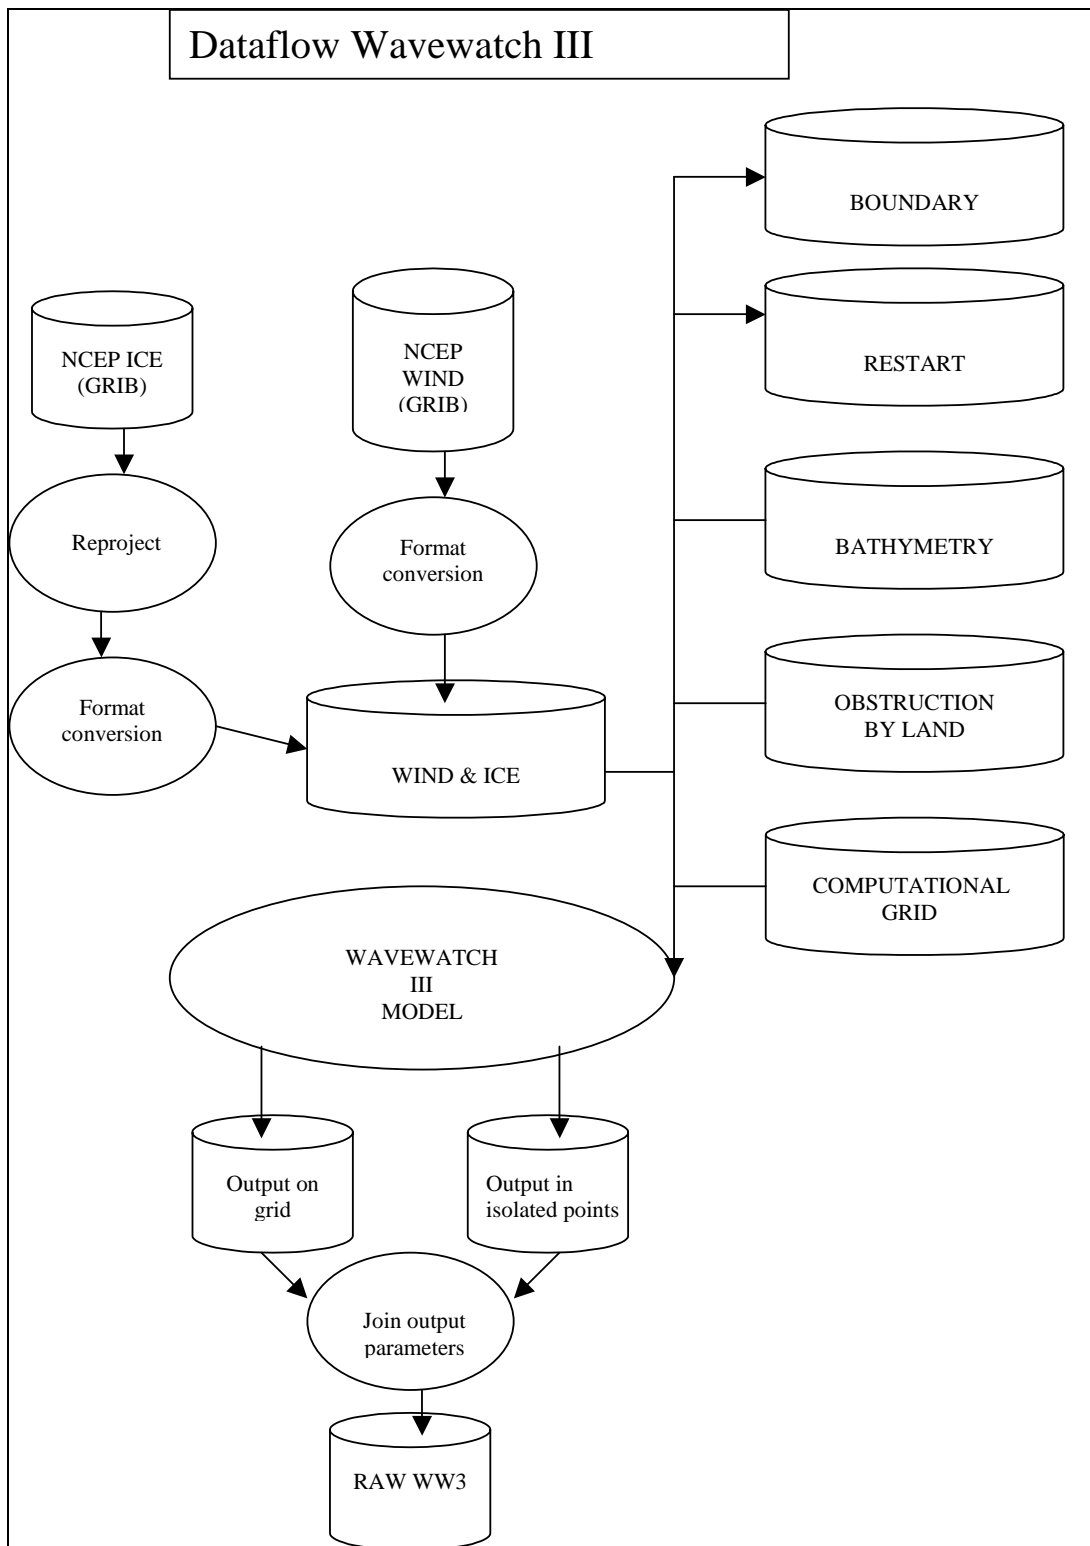 Dataflow Wavewatch III
BOUNDARY
NCEP ICE
(GRIB)
NCEP
WIND
(GRIB)
RESTART
Reproject
Format
conversion
BATHYMETRY
Format
conversion
WIND & ICE
OBSTRUCTION
BY LAND
COMPUTATIONAL
GRID
WAVEWATCH
III
MODEL
Output on
grid
Output in
isolated points
Join output
parameters
RAW WW3